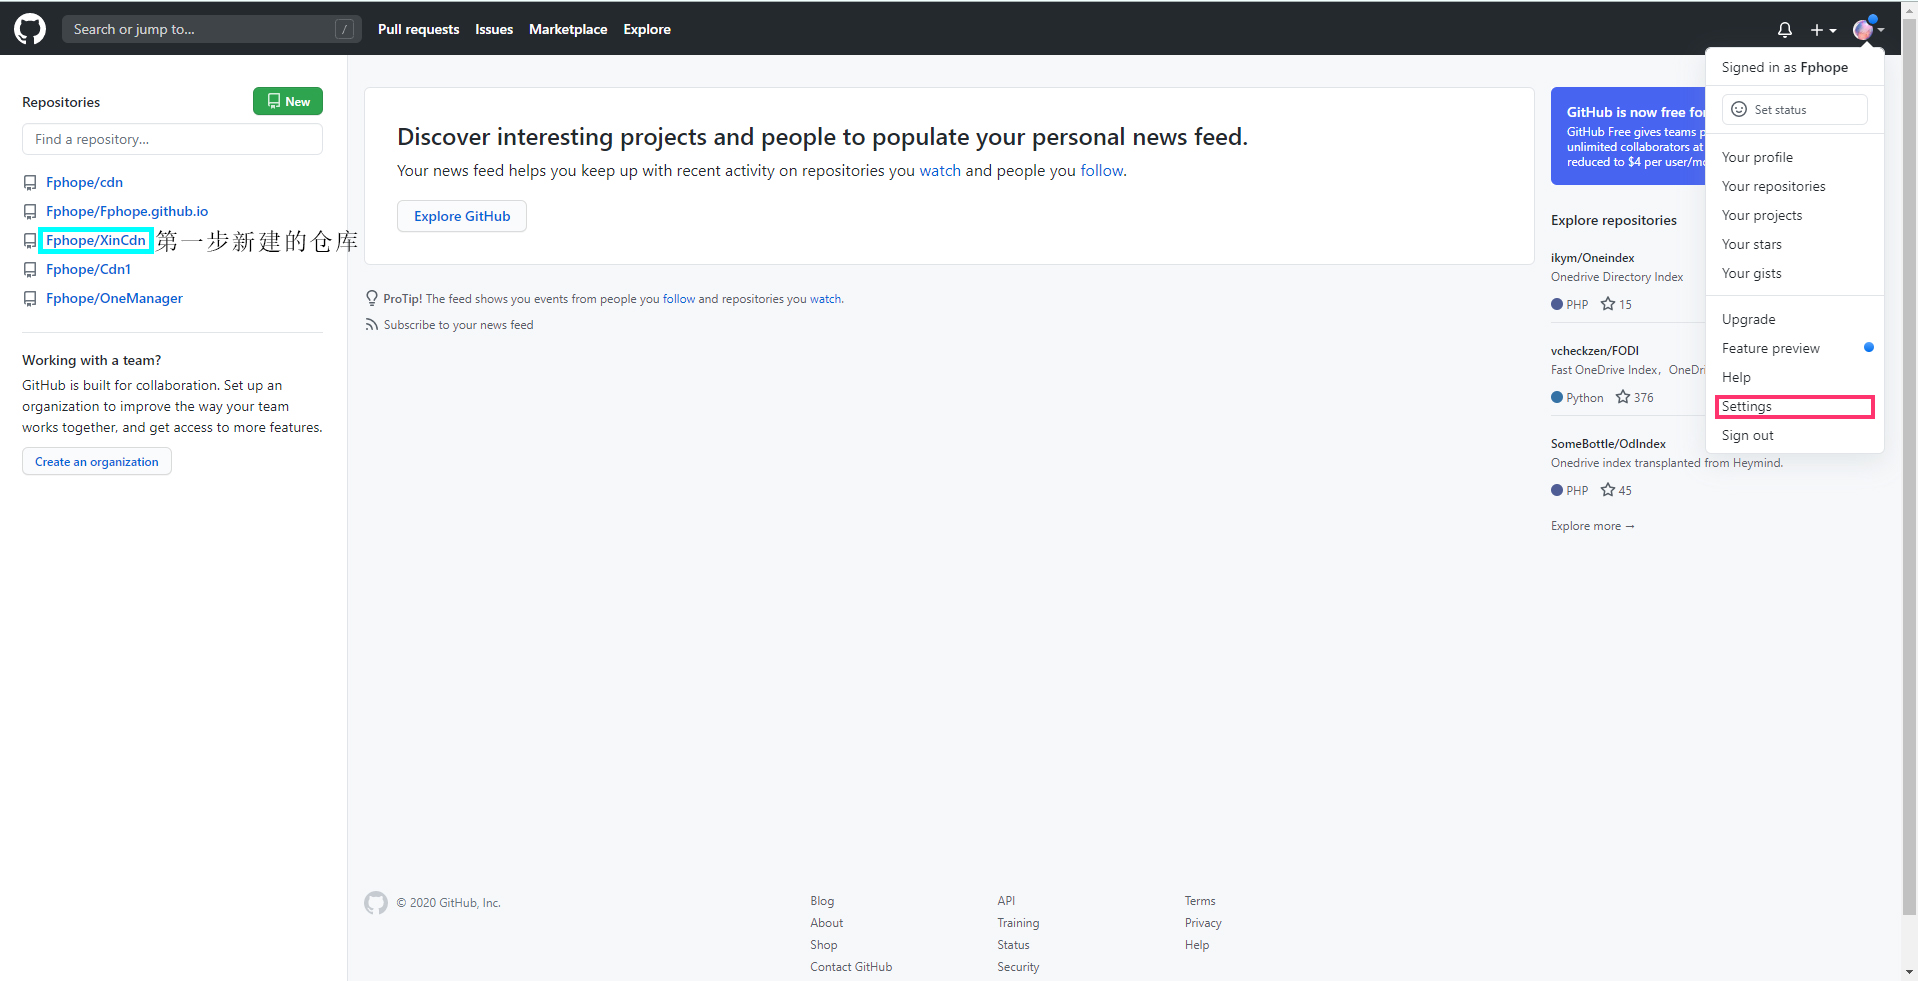 Search or jump to... /
Pull requests Issues Marketplace Explore
Repositories
New
Find a repository...
Fphope/cdn
Fphope/Fphope.github.io
Fphope/XinCdn 第一步新建的仓库
Fphope/Cdn1
Fphope/OneManager
Working with a team?
GitHub is built for collaboration. Set up an
organization to improve the way your team
works together, and get access to more features.
Create an organization
Discover interesting projects and people to populate your personal news feed.
Your news feed helps you keep up with recent activity on repositories you watch and people you follow.
Explore GitHub
ProTip! The feed shows you events from people you follow and repositories you watch.
Subscribe to your news feed
GitHub is now free for
GitHub Free gives teams p
unlimited collaborators at
reduced to $4 per user/mo
Explore repositories
ikym/Oneindex
Onedrive Directory Index
PHP 15
vcheckzen/FODI
Fast OneDrive Index，OneDri
Python 376
SomeBottle/OdIndex
Onedrive index transplanted from Heymind.
PHP 45
Explore more →
Signed in as Fphope
Set status
Your profile
Your repositories
Your projects
Your stars
Your gists
Upgrade
Feature preview
Help
Settings
Sign out
© 2020 GitHub, Inc.
Blog
About
Shop
Contact GitHub
API
Training
Status
Security
Terms
Privacy
Help